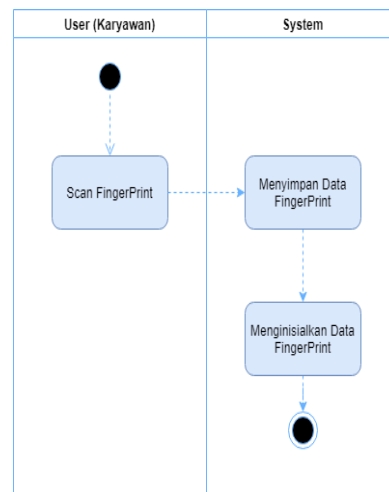 User (Karyawan)
System
Scan FingerPrint
Menyimpan Data
FingerPrint
Menginisialkan Data
FingerPrint